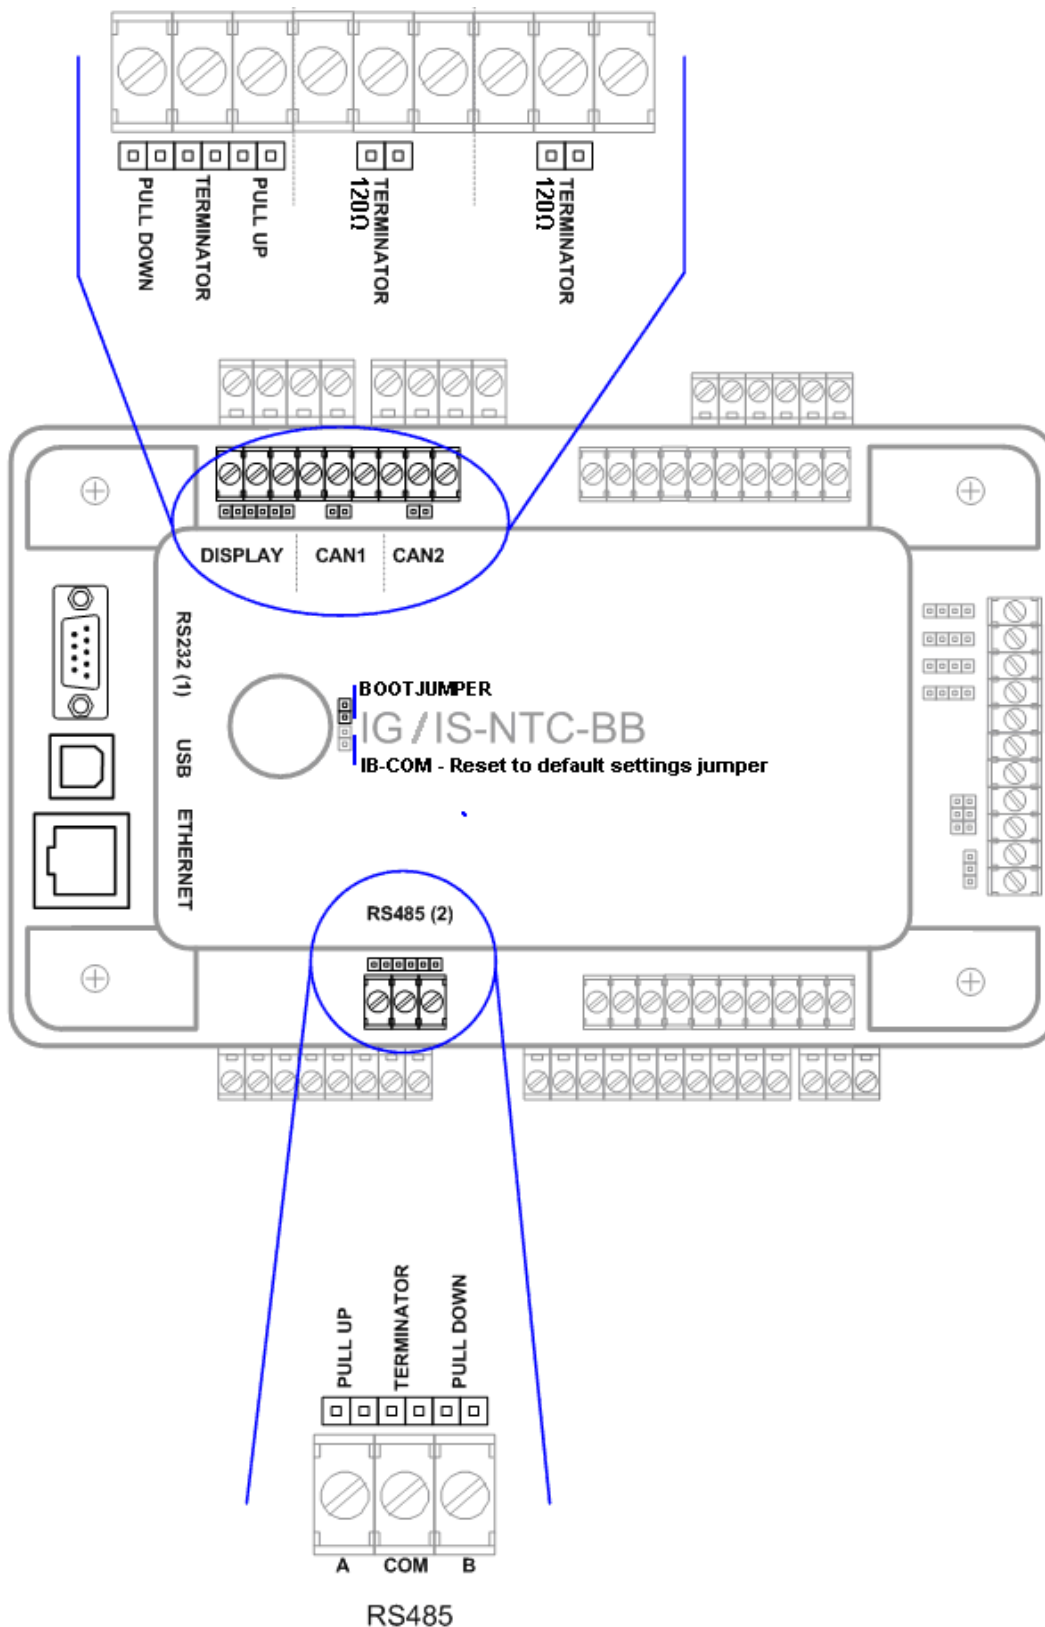 PULL DOWN
TERMINATOR
PULL UP
TERMINATOR
120Ω
TERMINATOR
120Ω
DISPLAY
CAN1
CAN2
RS232 (1)
USB
ETHERNET
BOOTJUMPER
IG/IS-NTC-BB
IB-COM - Reset to default settings jumper
RS485 (2)
PULL UP
TERMINATOR
PULL DOWN
A
COM
B
RS485